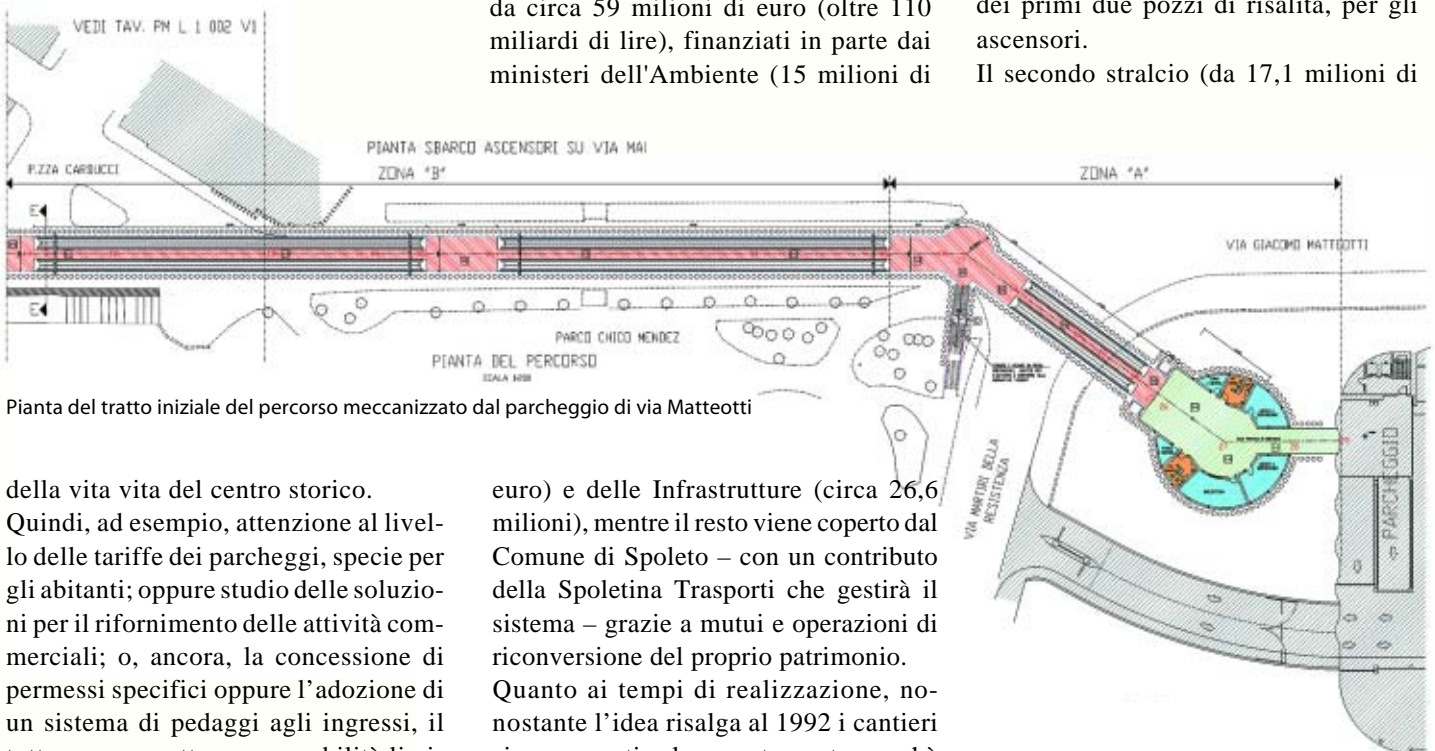 da circa 59 milioni di euro (oltre 110
miliardi di lire), finanziati in parte dai
ministeri dell'Ambiente (15 milioni di
dei primi due pozzi di risalita, per gli
ascensori.
Il secondo stralcio (da 17,1 milioni di
VEDI TAV. PM L 1 002 V1
PIANTA SBARCO ASCENSORI SU VIA MAI
P.ZZA CARDUCCI
ZONA "B"
ZONA "A"
VIA GIACOMO MATTEOTTI
E
E
PARCO CHICO MENDEZ
PIANTA DEL PERCORSO
VIA MARTIRI DELLA
RESISTENZA
PARCHEGGIO
Pianta del tratto iniziale del percorso meccanizzato dal parcheggio di via Matteotti
della vita vita del centro storico.
Quindi, ad esempio, attenzione al livel-
lo delle tariffe dei parcheggi, specie per
gli abitanti; oppure studio delle soluzio-
ni per il rifornimento delle attività com-
merciali; o, ancora, la concessione di
permessi specifici oppure l'adozione di
un sistema di pedaggi agli ingressi, il
euro) e delle Infrastrutture (circa 26,6
milioni), mentre il resto viene coperto dal
Comune di Spoleto – con un contributo
della Spoletina Trasporti che gestirà il
sistema – grazie a mutui e operazioni di
riconversione del proprio patrimonio.
Quanto ai tempi di realizzazione, no-
nostante l'idea risalga al 1992 i cantieri